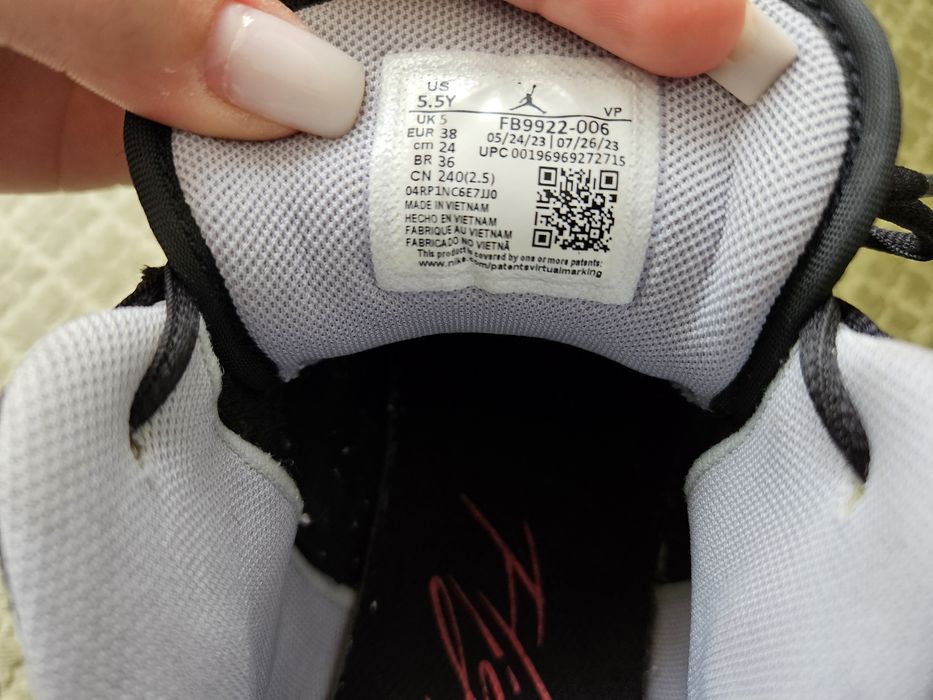 US
5.5Y
VP
UK 5
FB9922-006
EUR 38
05/24/23 | 07/26/23
cm 24
UPC 00196969272715
BR 36
CN 240(2.5)
04RP1NC6E7JJ0
MADE IN VIETNAM
HECHO EN VIETNAM
FABRIQUE AU VIETNAM
FABRICADO NO VIETNÃ
This product is covered by one or more patents:
www.nike.com/patentsvirtualmarking